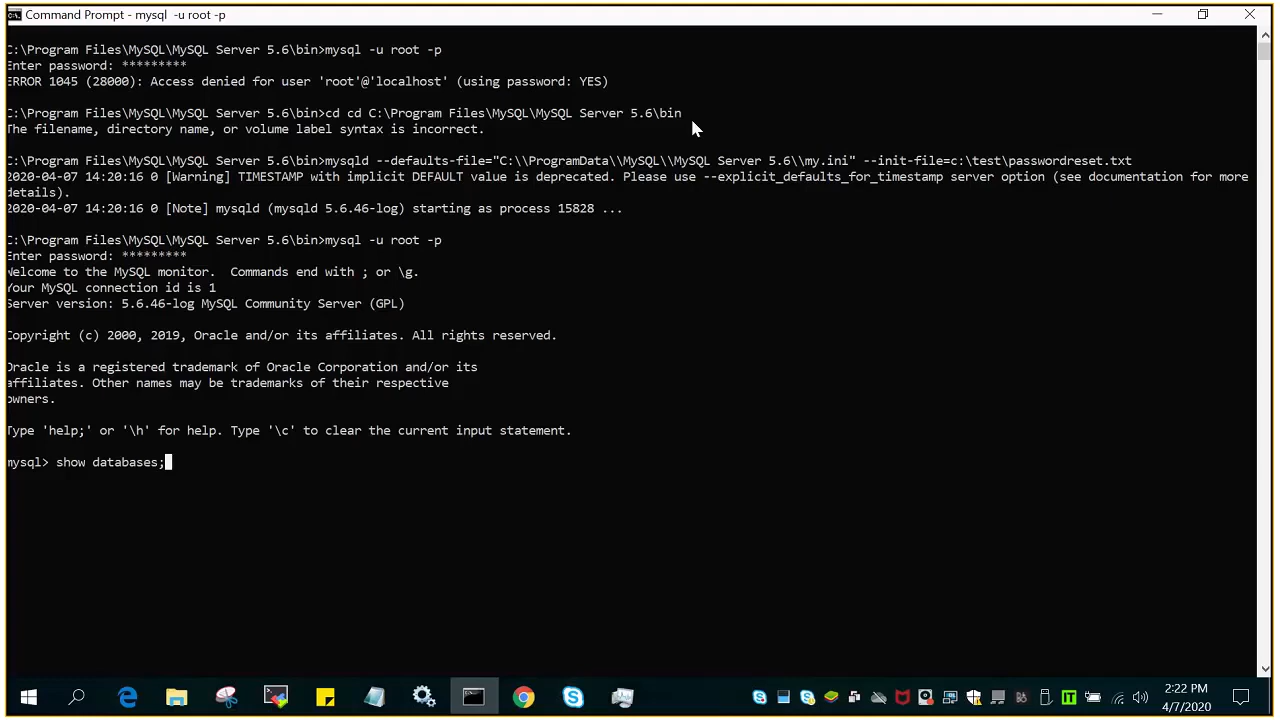 Command Prompt - mysql -u root -p
C:\Program Files\MySQL\MySQL Server 5.6\bin>mysql -u root -p
Enter password: *********
ERROR 1045 (28000): Access denied for user 'root'@'localhost' (using password: YES)
C:\Program Files\MySQL\MySQL Server 5.6\bin>cd cd C:\Program Files\MySQL\MySQL Server 5.6\bin
The filename, directory name, or volume label syntax is incorrect.
C:\Program Files\MySQL\MySQL Server 5.6\bin>mysqld --defaults-file="C:\\ProgramData\\MySQL\\MySQL Server 5.6\\my.ini" --init-file=c:\test\passwordreset.txt
2020-04-07 14:20:16 0 [Warning] TIMESTAMP with implicit DEFAULT value is deprecated. Please use --explicit_defaults_for_timestamp server option (see documentation for more
details).
2020-04-07 14:20:16 0 [Note] mysqld (mysqld 5.6.46-log) starting as process 15828 ...
C:\Program Files\MySQL\MySQL Server 5.6\bin>mysql -u root -p
Enter password: *********
Welcome to the MySQL monitor.  Commands end with ; or \g.
Your MySQL connection id is 1
Server version: 5.6.46-log MySQL Community Server (GPL)
Copyright (c) 2000, 2019, Oracle and/or its affiliates. All rights reserved.
Oracle is a registered trademark of Oracle Corporation and/or its
affiliates. Other names may be trademarks of their respective
owners.
Type 'help;' or '\h' for help. Type '\c' to clear the current input statement.
mysql> show databases;
2:22 PM
4/7/2020